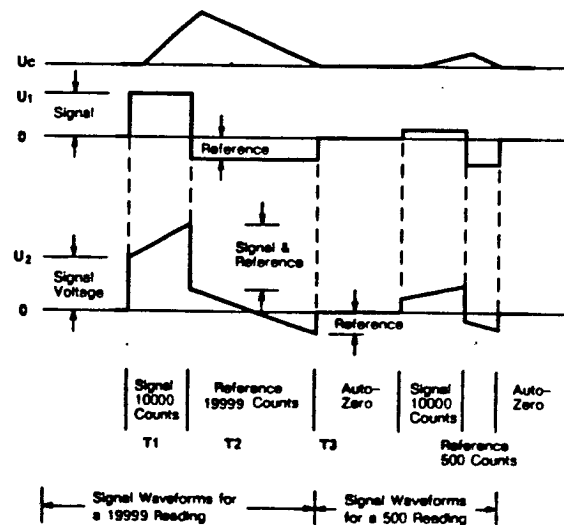 Uc
U1
Signal
0
Reference
U2
Signal
Voltage
Signal &
Reference
0
Reference
Signal
10000
Counts
Reference
19999 Counts
Auto-
Zero
Signal
10000
Counts
Auto-
Zero
T1
T2
T3
Reference
500 Counts
Signal Waveforms for
a 19999 Reading
Signal Waveforms
for a 500 Reading